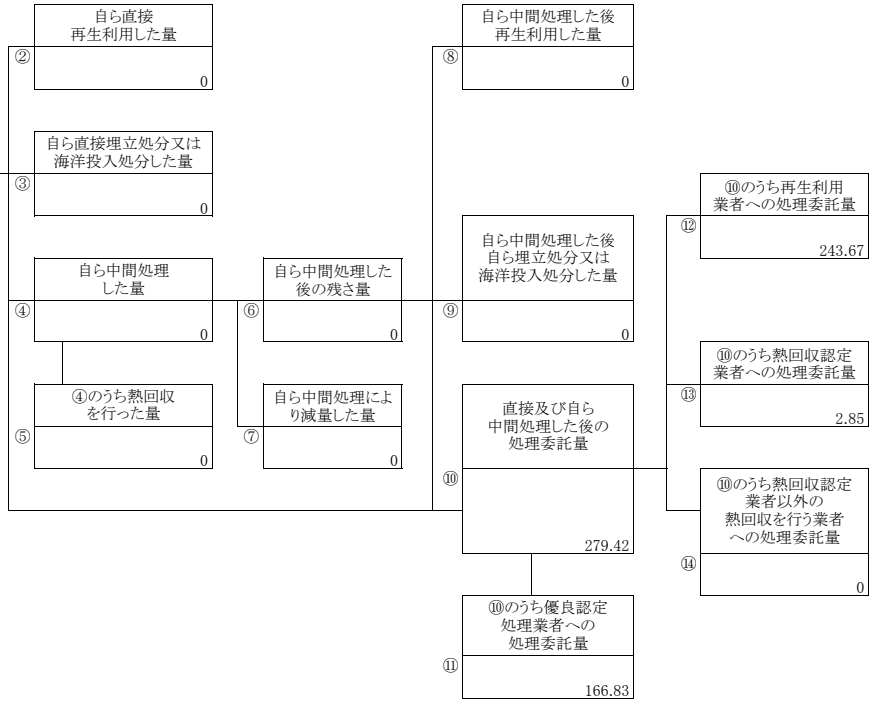 自ら直接
再生利用した量
②
0
自ら直接埋立処分又は
海洋投入処分した量
③
0
自ら中間処理
した量
④
0
④のうち熱回収
を行った量
⑤
0
自ら中間処理した
後の残さ量
⑥
0
自ら中間処理によ
り減量した量
⑦
0
自ら中間処理した後
再生利用した量
⑧
0
自ら中間処理した後
自ら埋立処分又は
海洋投入処分した量
⑨
0
直接及び自ら
中間処理した後の
処理委託量
⑩
279.42
⑩のうち優良認定
処理業者への
処理委託量
⑪
166.83
⑩のうち再生利用
業者への処理委託量
⑫
243.67
⑩のうち熱回収認定
業者への処理委託量
⑬
2.85
⑩のうち熱回収認定
業者以外の
熱回収を行う業者
への処理委託量
⑭
0